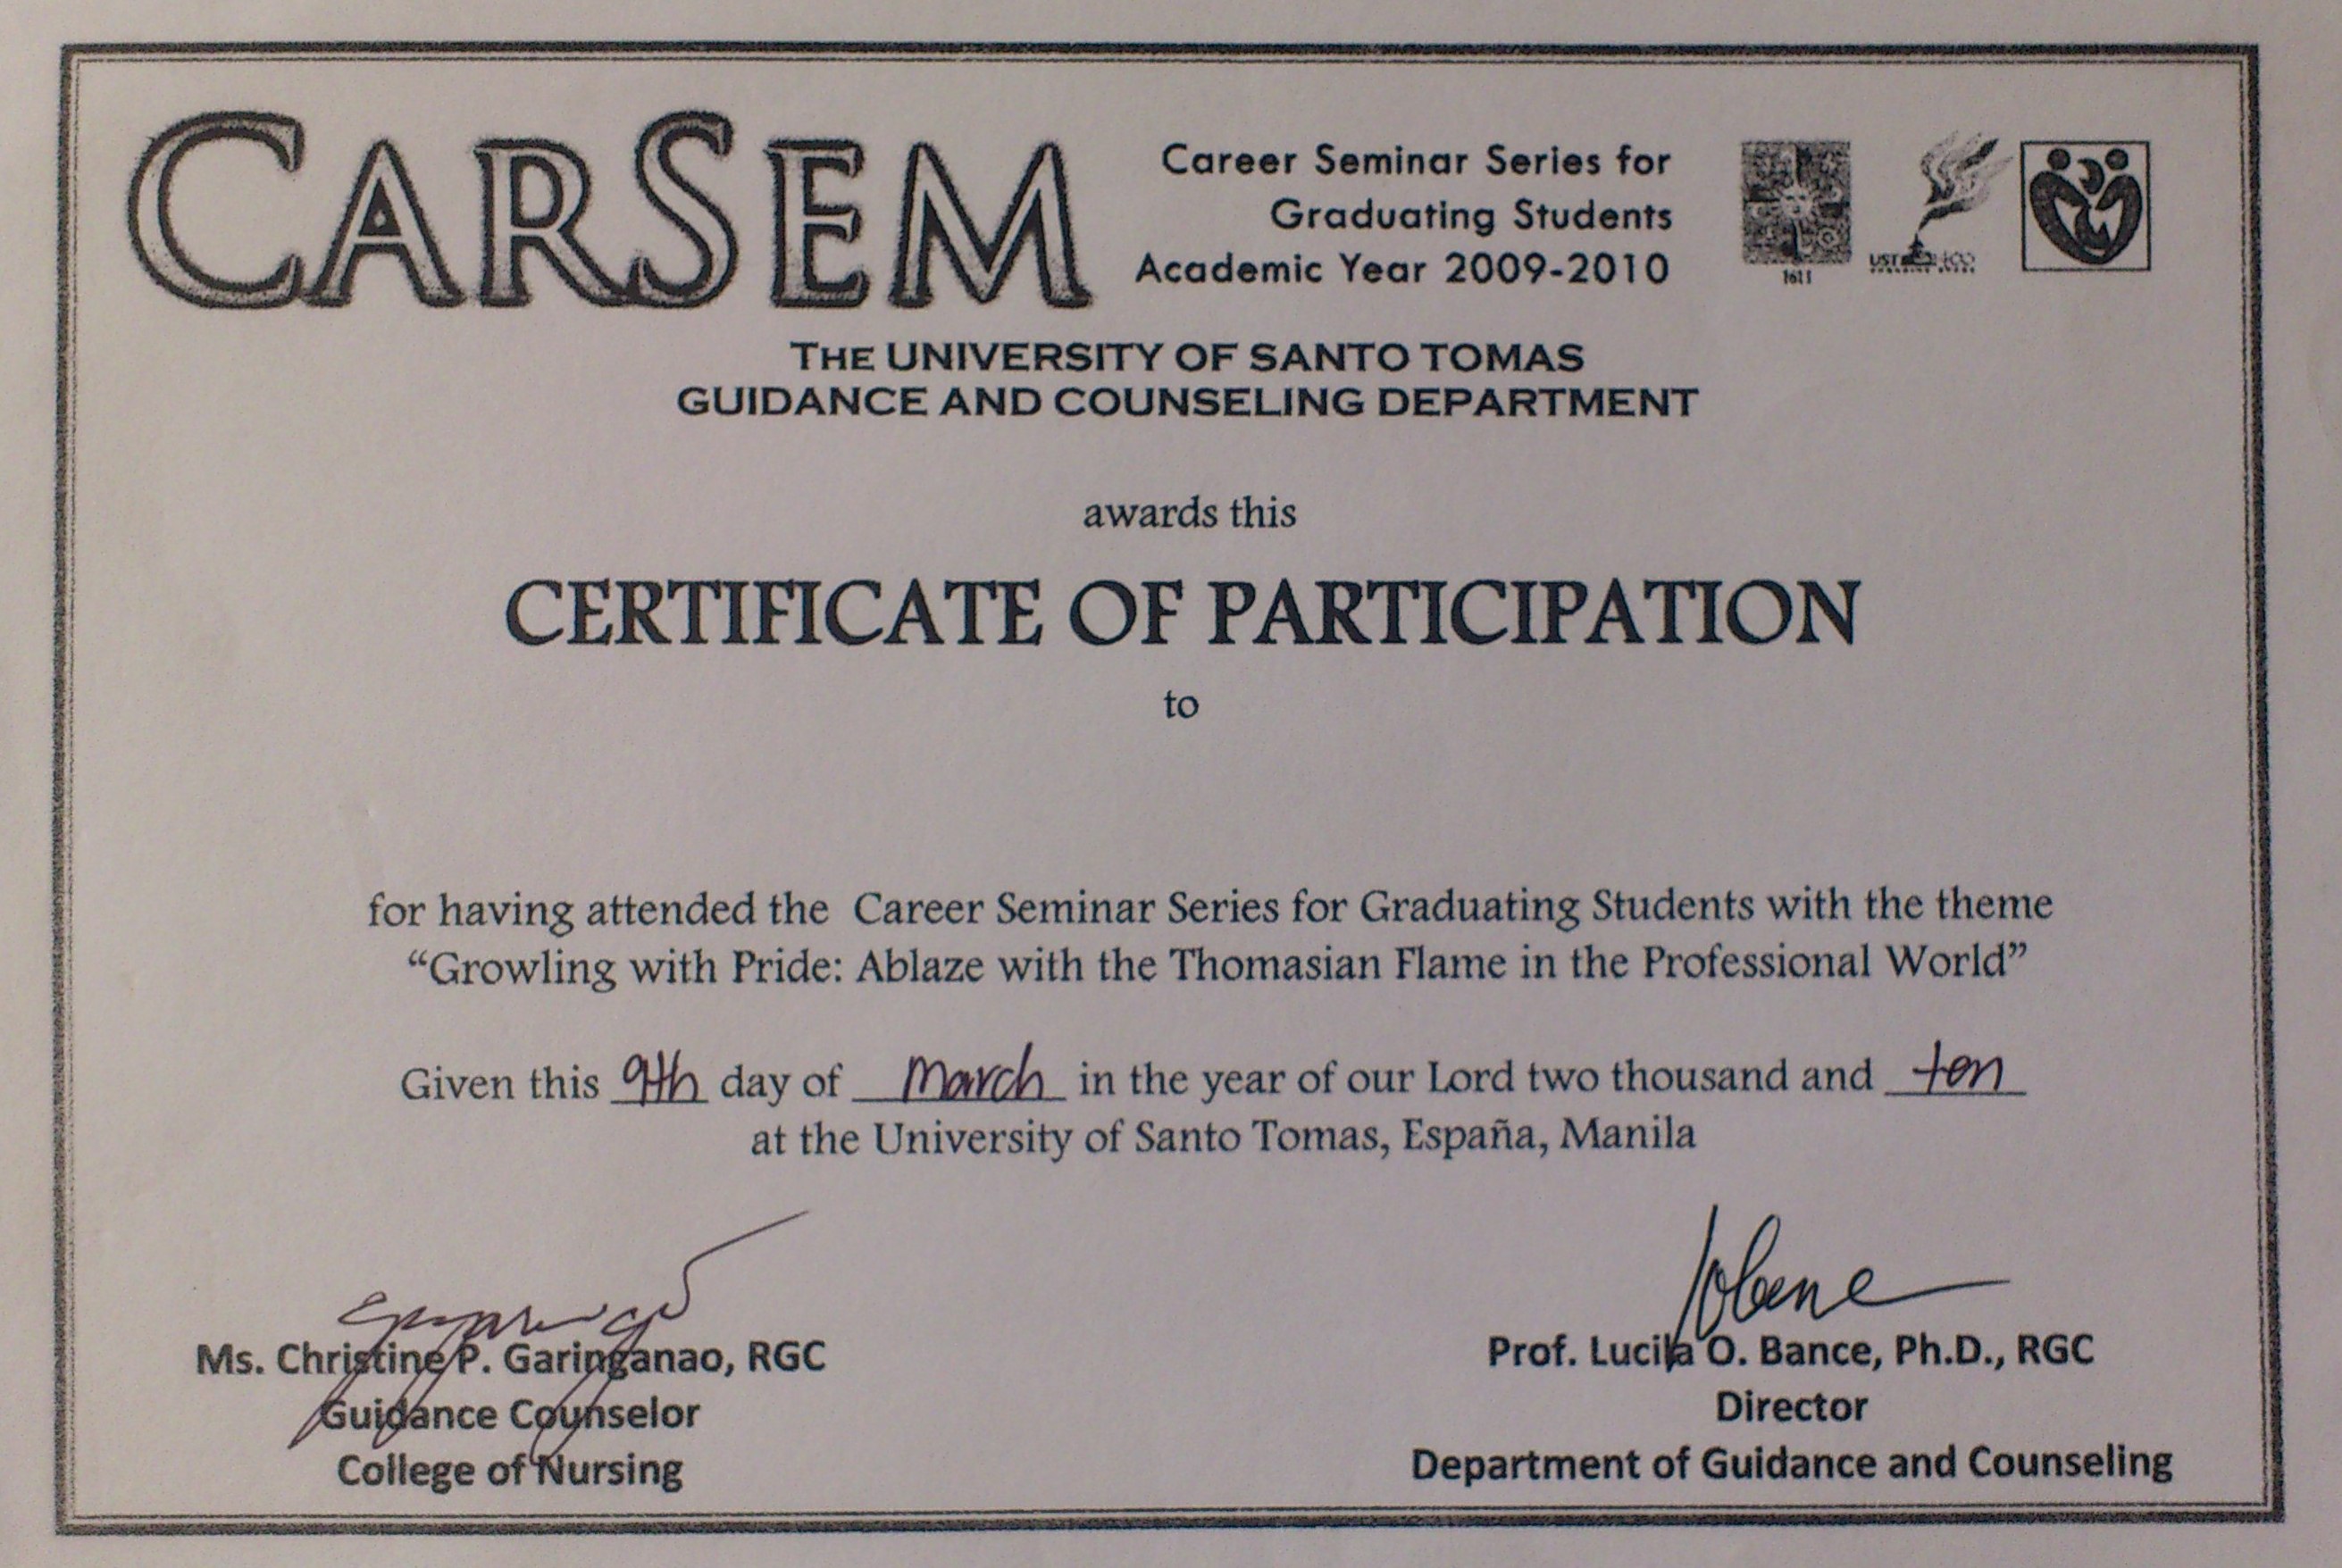 CARSEM
Career Seminar Series for
Graduating Students
Academic Year 2009-2010
1611
UST
THE UNIVERSITY OF SANTO TOMAS
GUIDANCE AND COUNSELING DEPARTMENT
awards this
CERTIFICATE OF PARTICIPATION
to
for having attended the Career Seminar Series for Graduating Students with the theme
“Growling with Pride: Ablaze with the Thomasian Flame in the Professional World”
Given this 9th day of March in the year of our Lord two thousand and ten
at the University of Santo Tomas, España, Manila
Ms. Christine P. Garinganao, RGC
Guidance Counselor
College of Nursing
Prof. Lucila O. Bance, Ph.D., RGC
Director
Department of Guidance and Counseling